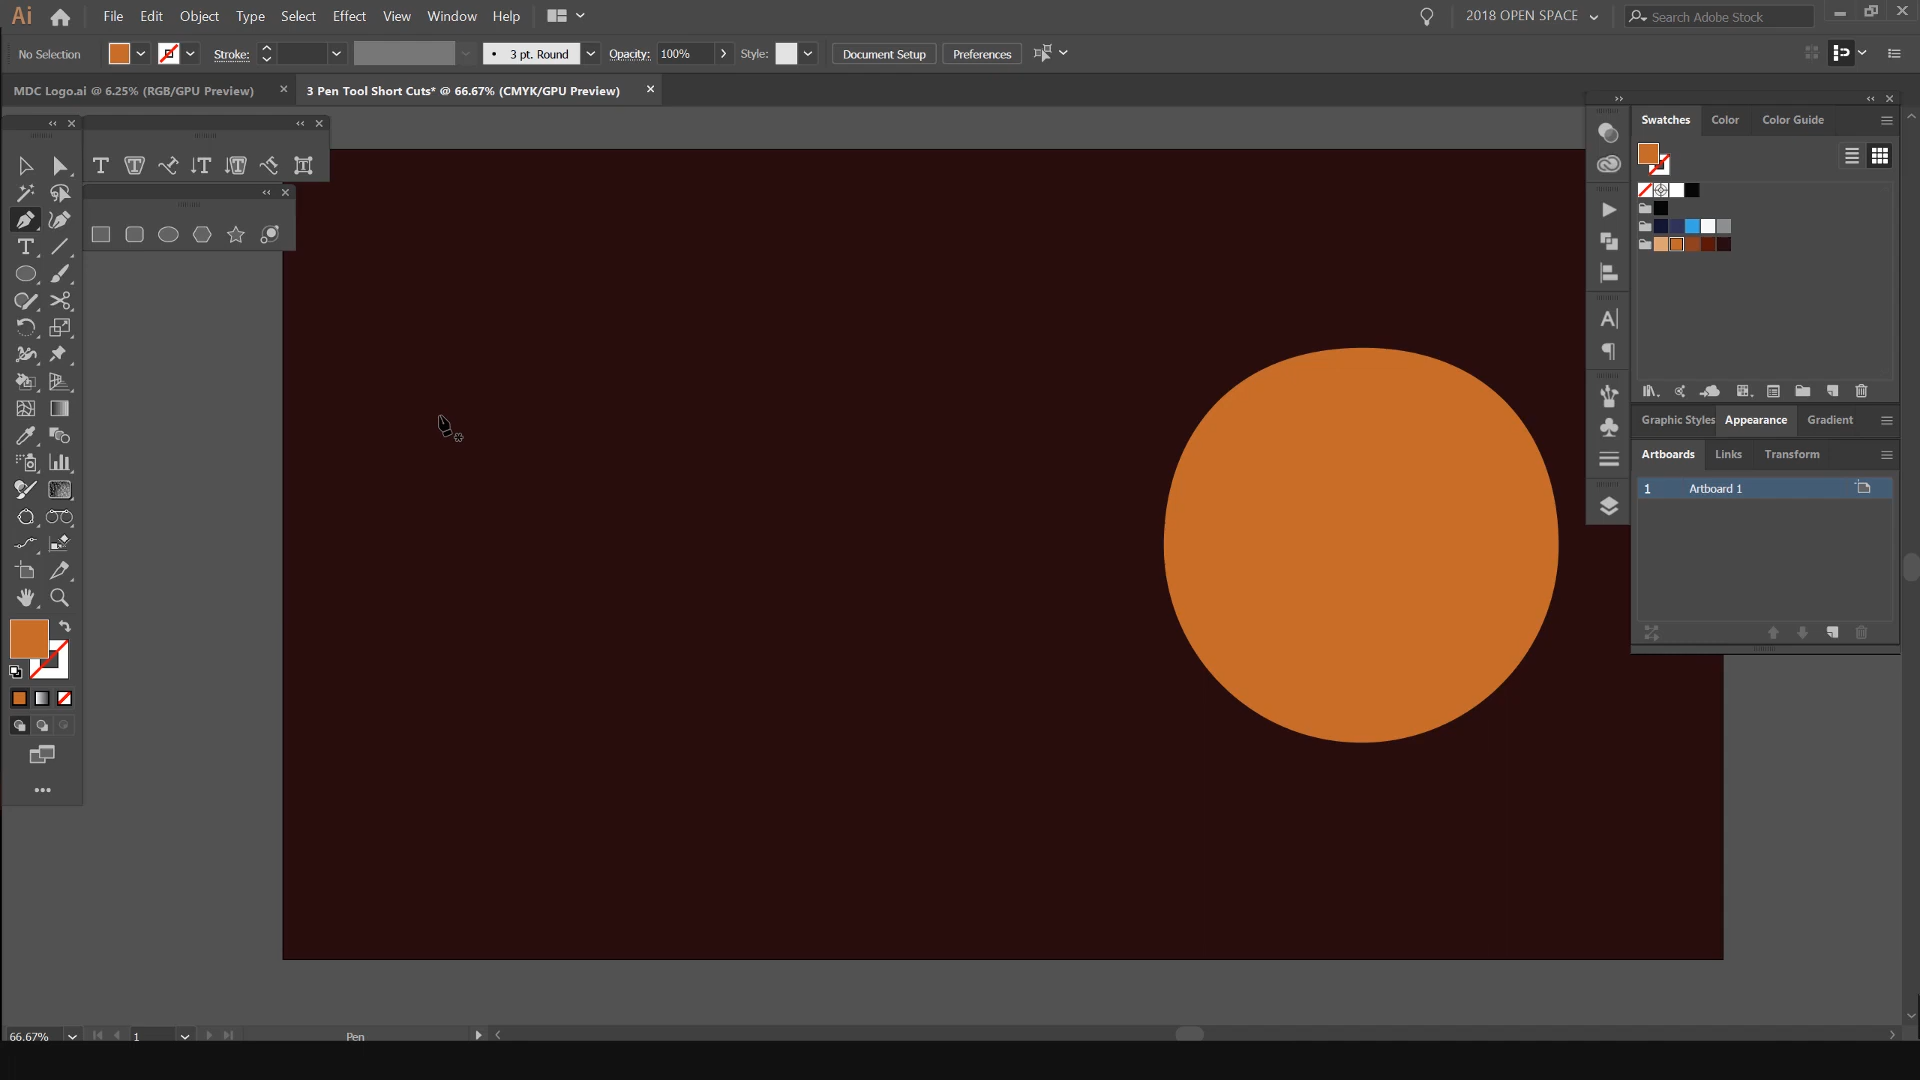 Ai File Edit Object Type Select Effect View Window Help 2018 OPEN SPACE Search Adobe Stock
No Selection Stroke: 3 pt. Round Opacity: 100% Style: Document Setup Preferences
MDC Logo.ai @ 6.25% (RGB/GPU Preview) 3 Pen Tool Short Cuts* @ 66.67% (CMYK/GPU Preview)
Swatches Color Color Guide
Graphic Styles Appearance Gradient
Artboards Links Transform
1 Artboard 1
66.67% 1 Pen